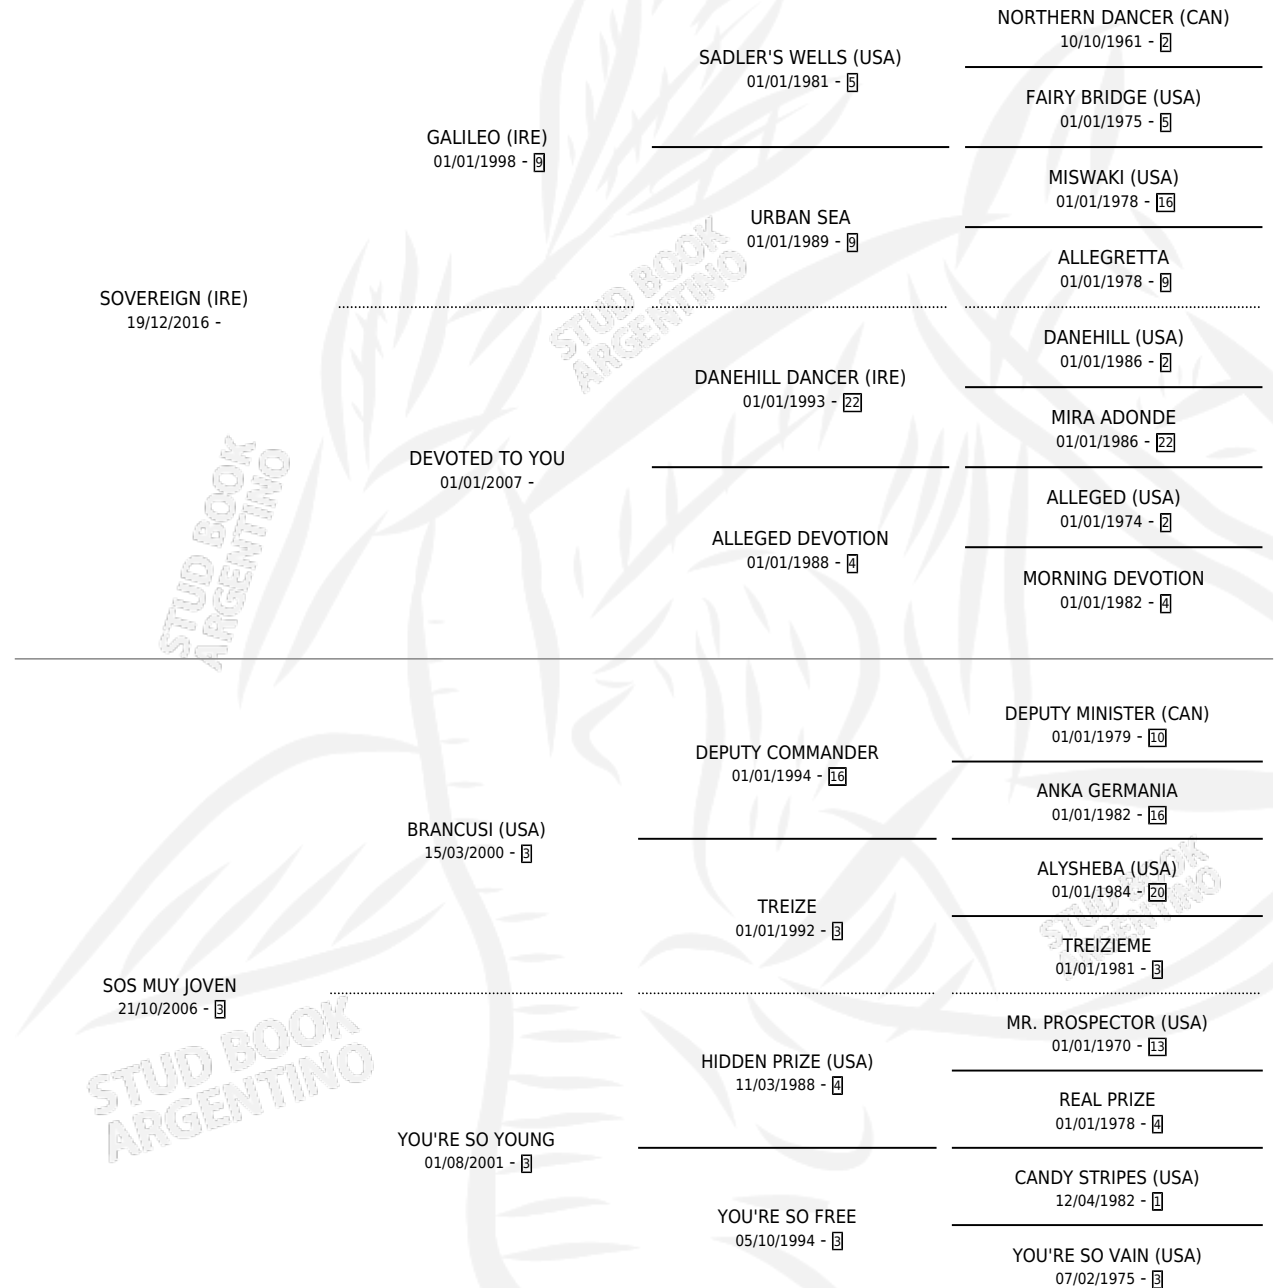 NORTHERN DANCER (CAN)
10/10/1961 - 2
SADLER'S WELLS (USA)
01/01/1981 - 5
FAIRY BRIDGE (USA)
01/01/1975 - 5
GALILEO (IRE)
01/01/1998 - 9
MISWAKI (USA)
01/01/1978 - 16
URBAN SEA
01/01/1989 - 9
ALLEGRETTA
01/01/1978 - 9
SOVEREIGN (IRE)
19/12/2016 -
DANEHILL (USA)
01/01/1986 - 2
DANEHILL DANCER (IRE)
01/01/1993 - 22
MIRA ADONDE
01/01/1986 - 22
DEVOTED TO YOU
01/01/2007 -
ALLEGED (USA)
01/01/1974 - 2
ALLEGED DEVOTION
01/01/1988 - 4
MORNING DEVOTION
01/01/1982 - 4
DEPUTY MINISTER (CAN)
01/01/1979 - 10
DEPUTY COMMANDER
01/01/1994 - 16
ANKA GERMANIA
01/01/1982 - 16
BRANCUSI (USA)
15/03/2000 - 3
ALYSHEBA (USA)
01/01/1984 - 20
TREIZE
01/01/1992 - 3
TREIZIEME
01/01/1981 - 3
SOS MUY JOVEN
21/10/2006 - 3
MR. PROSPECTOR (USA)
01/01/1970 - 13
HIDDEN PRIZE (USA)
11/03/1988 - 4
REAL PRIZE
01/01/1978 - 4
YOU'RE SO YOUNG
01/08/2001 - 3
CANDY STRIPES (USA)
12/04/1982 - 1
YOU'RE SO FREE
05/10/1994 - 3
YOU'RE SO VAIN (USA)
07/02/1975 - 3
STUD BOOK
ARGENTINO
STUD BOOK
ARGENTINO
STUD BOOK
ARGENTINO
STUD BOOK
ARGENTINO